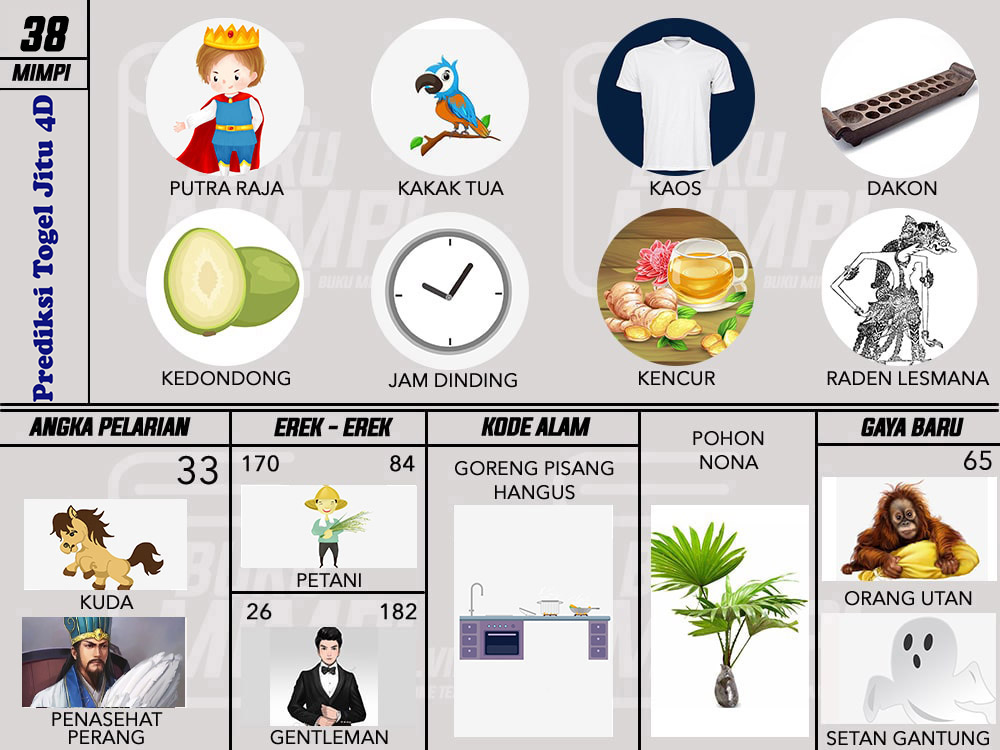 38
MIMPI
Prediksi Togel Jitu 4D
PUTRA RAJA
KAKAK TUA
KAOS
DAKON
KEDONDONG
JAM DINDING
KENCUR
RADEN LESMANA
ANGKA PELARIAN
33
KUDA
PENASEHAT
PERANG
EREK - EREK
170 84
PETANI
26 182
GENTLEMAN
KODE ALAM
GORENG PISANG
HANGUS
POHON
NONA
GAYA BARU
65
ORANG UTAN
SETAN GANTUNG
BUKU
MIMPI